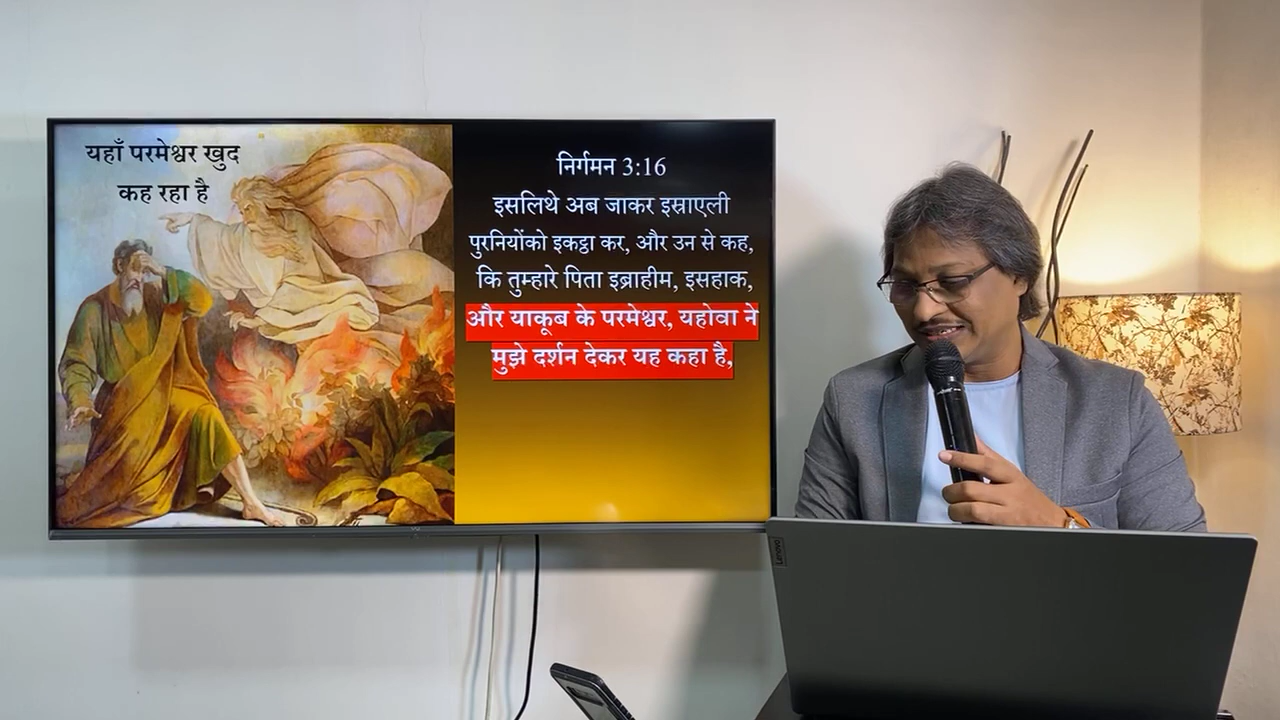 यहाँ परमेश्वर खुद
कह रहा है
निर्गमन 3:16
इसलिथे अब जाकर इस्राएली
पुरनियोंको इकट्ठा कर, और उन से कह,
कि तुम्हारे पिता इब्राहीम, इसहाक,
और याकूब के परमेश्वर, यहोवा ने
मुझे दर्शन देकर यह कहा है,
Lenovo